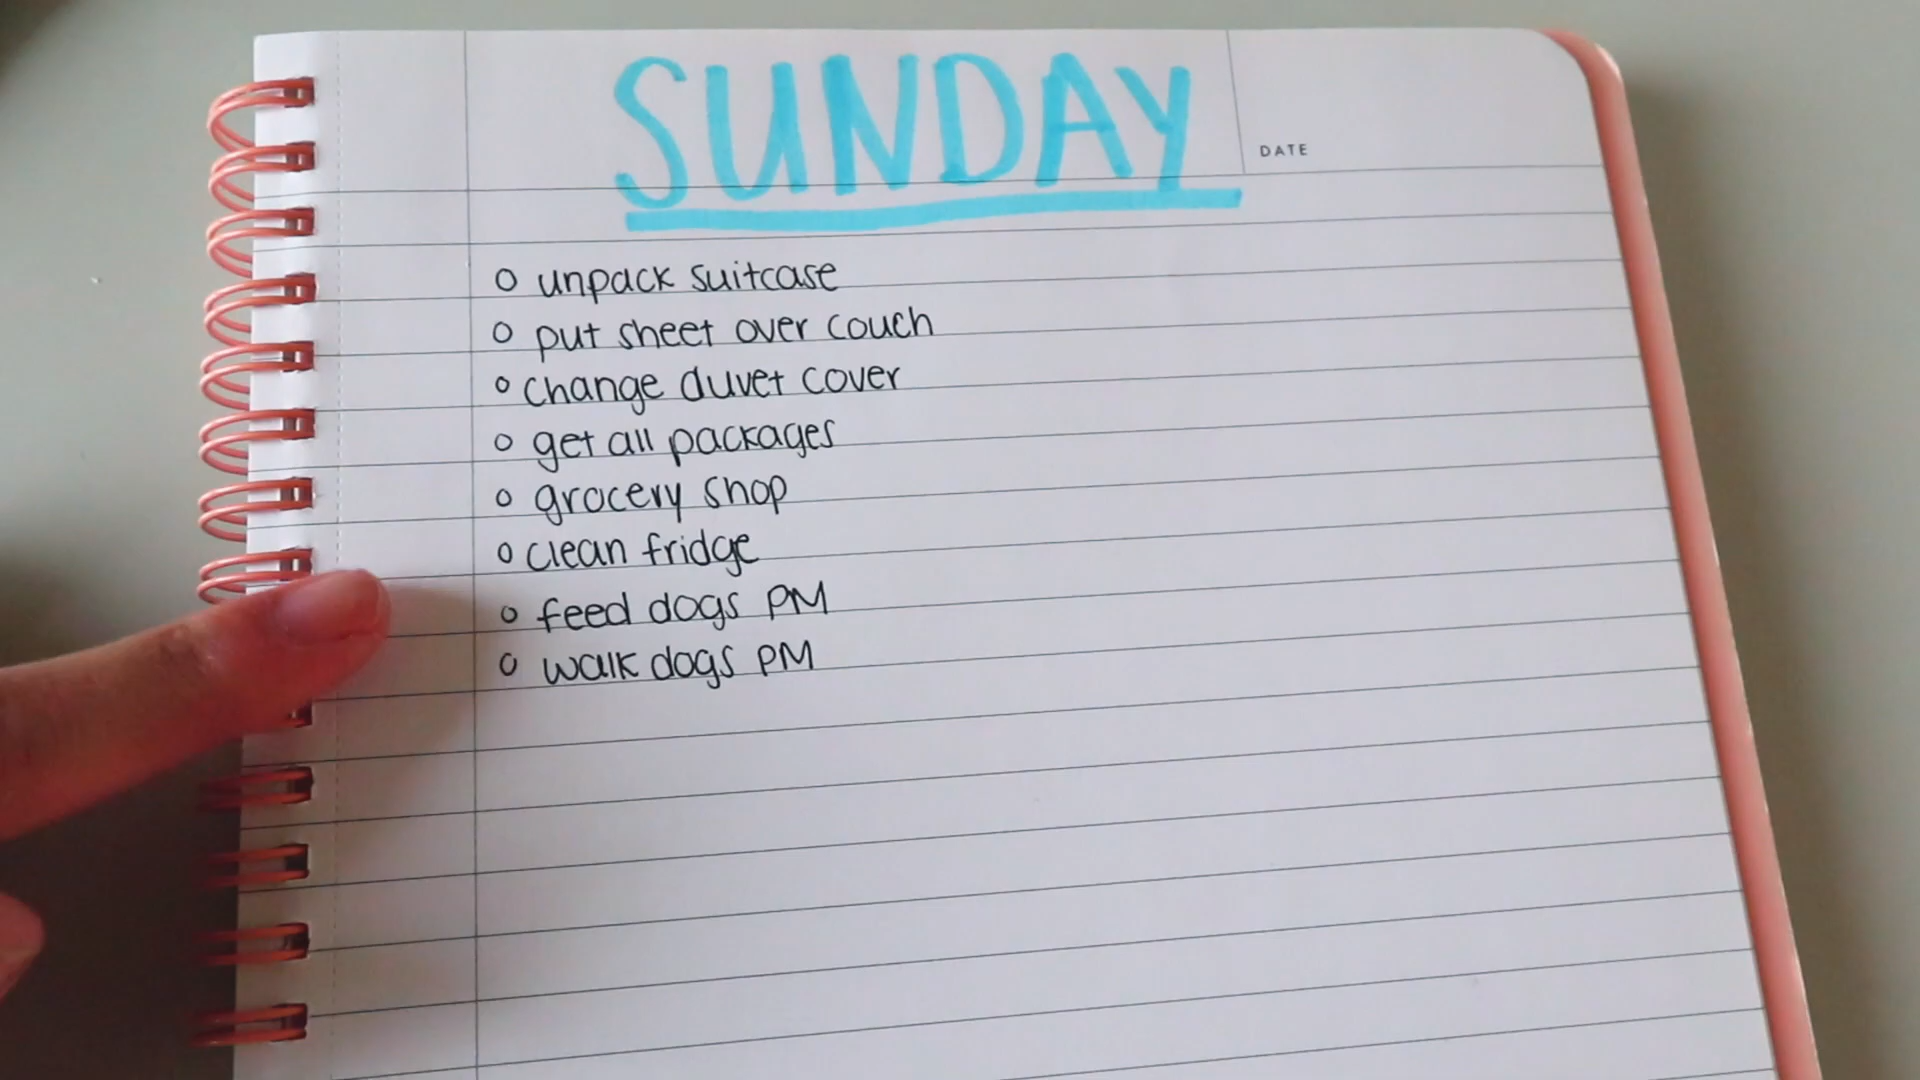 SUNDAY
DATE
o unpack suitcase
o put sheet over couch
o change duvet cover
o get all packages
o grocery shop
o clean fridge
o feed dogs PM
o walk dogs PM